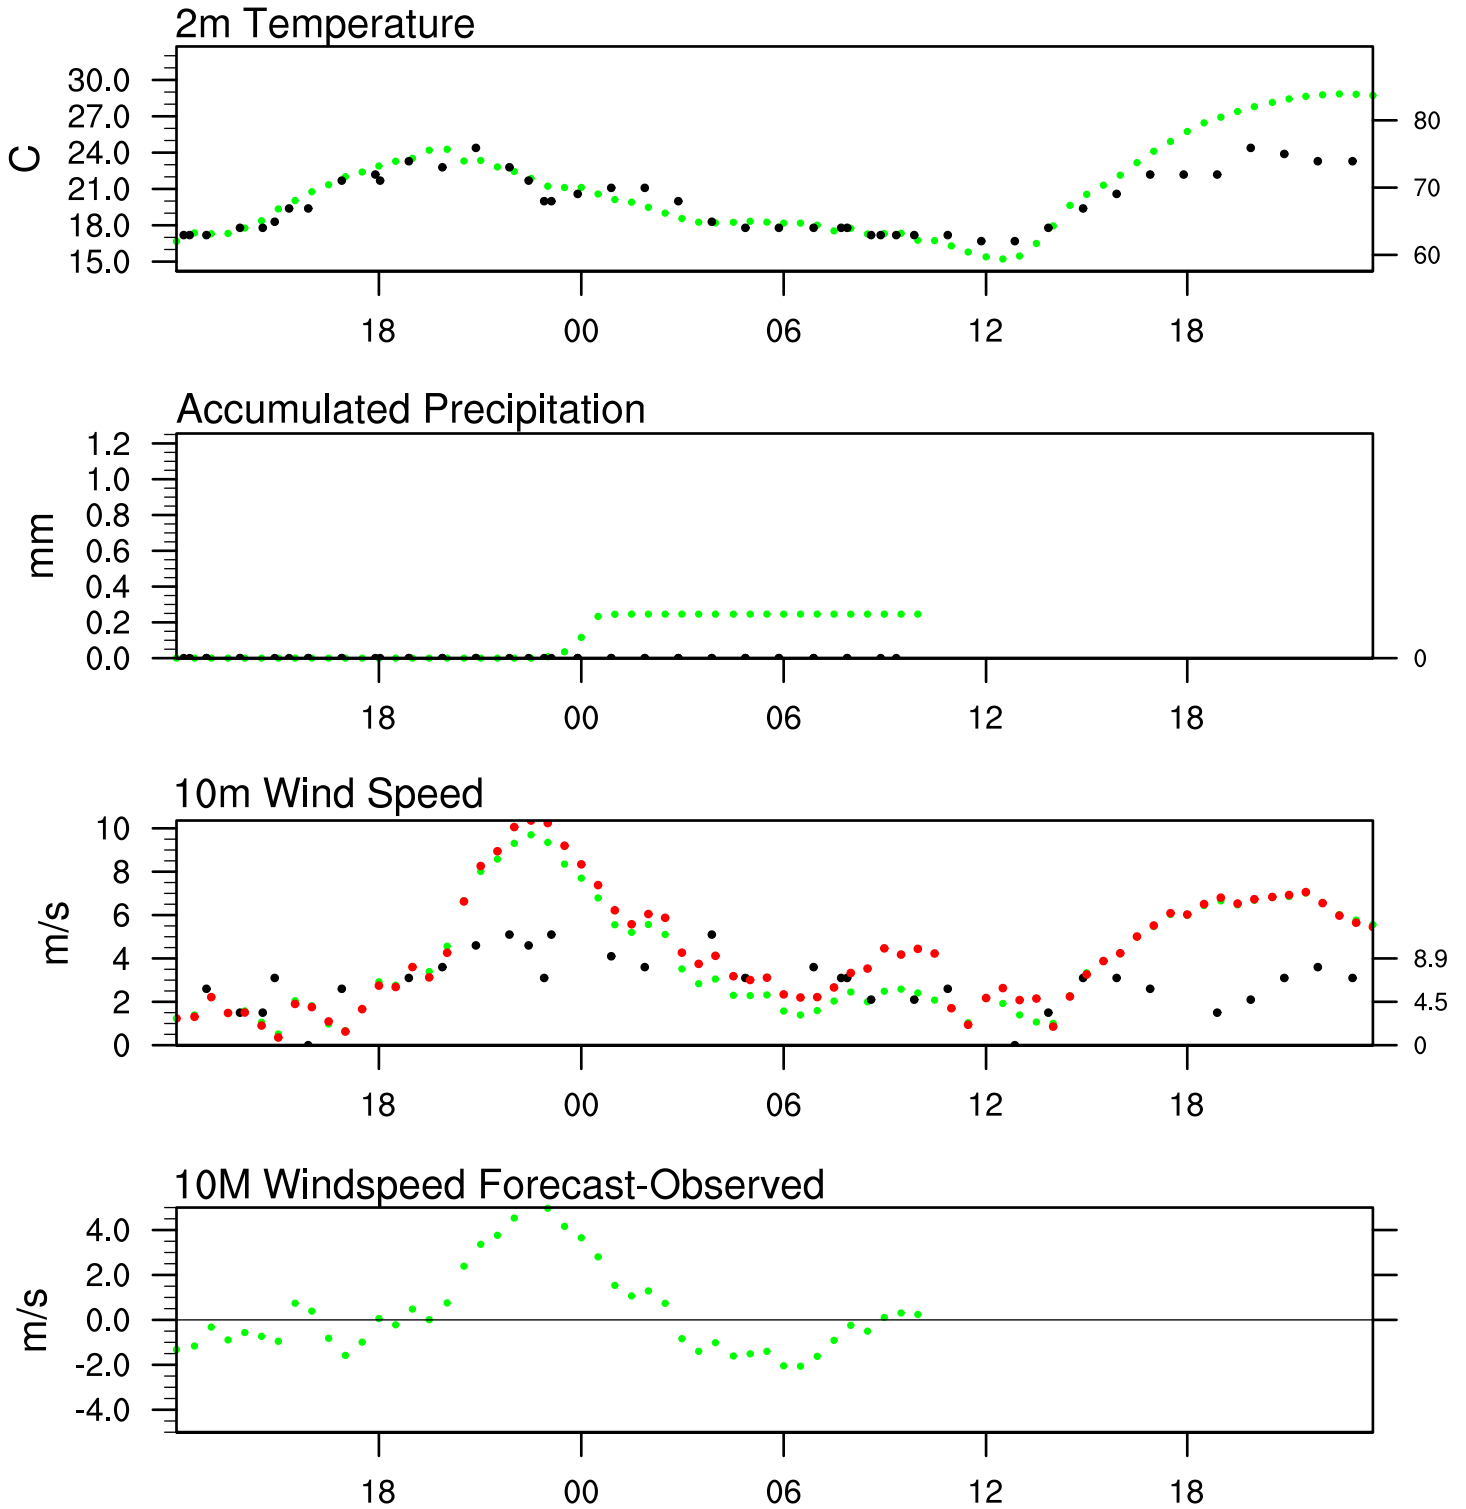 2m Temperature
30.0
27.0
24.0
21.0
18.0
15.0
C
80
70
60
18 00 06 12 18
Accumulated Precipitation
1.2
1.0
0.8
0.6
0.4
0.2
0.0
mm
0
18 00 06 12 18
10m Wind Speed
10
8
6
4
2
0
m/s
8.9
4.5
0
18 00 06 12 18
10M Windspeed Forecast-Observed
4.0
2.0
0.0
-2.0
-4.0
m/s
18 00 06 12 18